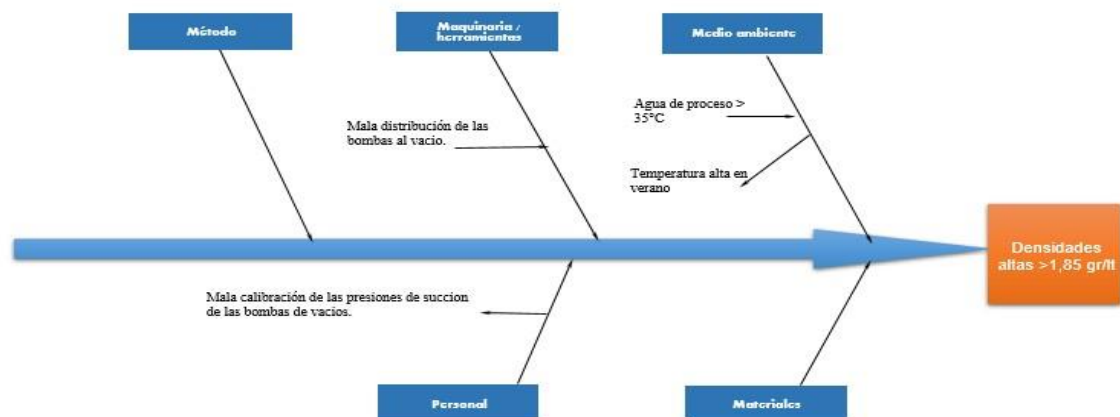 Método
Maquinaria /
herramientas
Medio ambiente
Agua de proceso >
35°C
Mala distribución de las
bombas al vacio.
Temperatura alta en
verano
Densidades
altas >1,85 gr/lt
Mala calibración de las presiones de succion
de las bombas de vacios.
Personal
Materiales